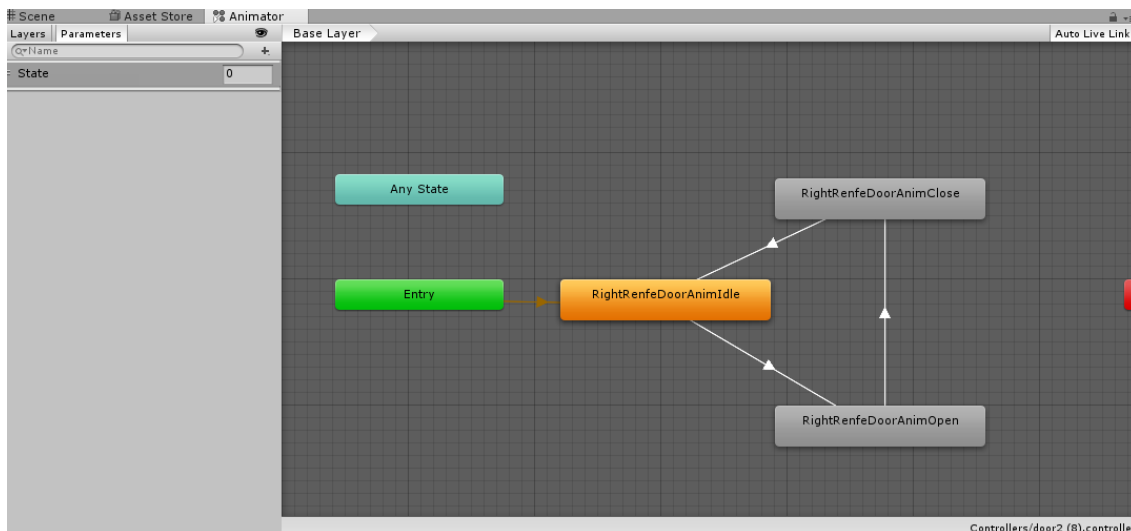 Scene Asset Store Animator
Layers Parameters Base Layer Auto Live Link
Name
State 0
Any State
RightRenfeDoorAnimClose
Entry
RightRenfeDoorAnimIdle
RightRenfeDoorAnimOpen
Controllers/door2 (8).controlle